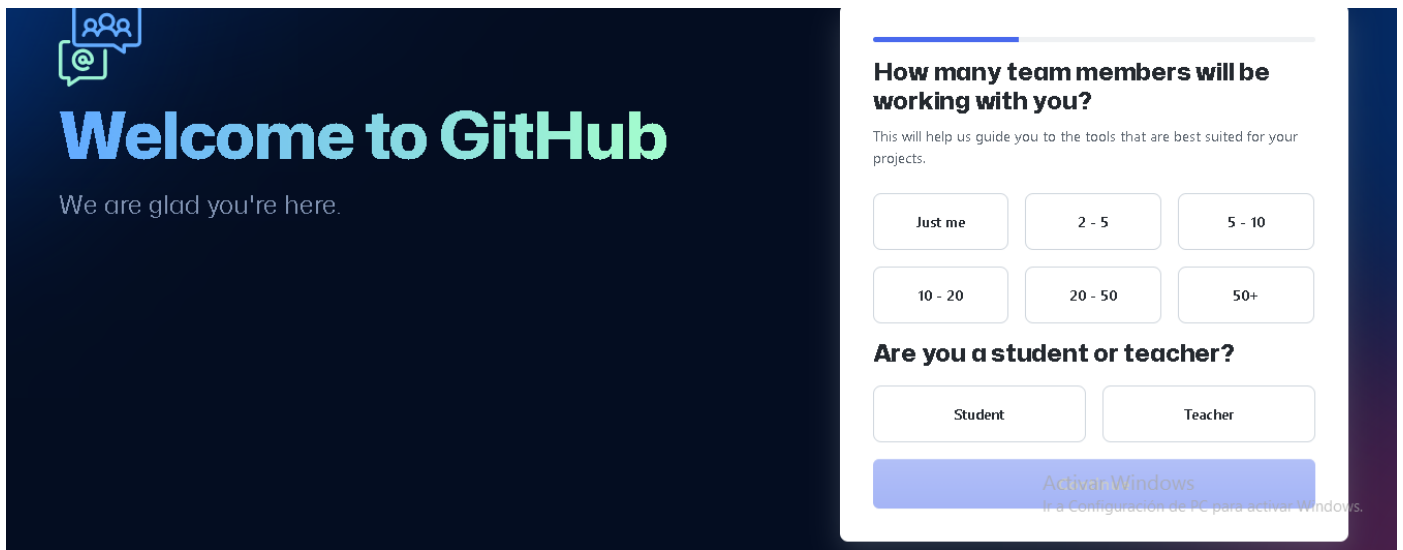 @
Welcome to GitHub
We are glad you're here.
How many team members will be
working with you?
This will help us guide you to the tools that are best suited for your
projects.
Just me
2 - 5
5 - 10
10 - 20
20 - 50
50+
Are you a student or teacher?
Student
Teacher
Activar Windows
Ir a Configuración de PC para activar Windows.